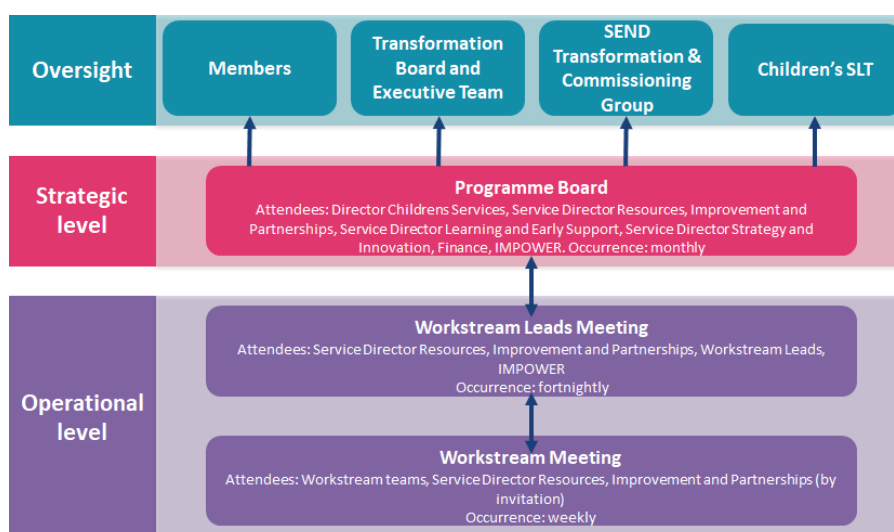 Oversight
Members
Transformation
Board and
Executive Team
SEND
Transformation &
Commissioning
Group
Children's SLT
Strategic
level
Programme Board
Attendees: Director Childrens Services, Service Director Resources, Improvement and
Partnerships, Service Director Learning and Early Support, Service Director Strategy and
Innovation, Finance, IMPOWER. Occurrence: monthly
Operational
level
Workstream Leads Meeting
Attendees: Service Director Resources, Improvement and Partnerships, Workstream Leads,
IMPOWER
Occurrence: fortnightly
Workstream Meeting
Attendees: Workstream teams, Service Director Resources, Improvement and Partnerships (by
invitation)
Occurrence: weekly